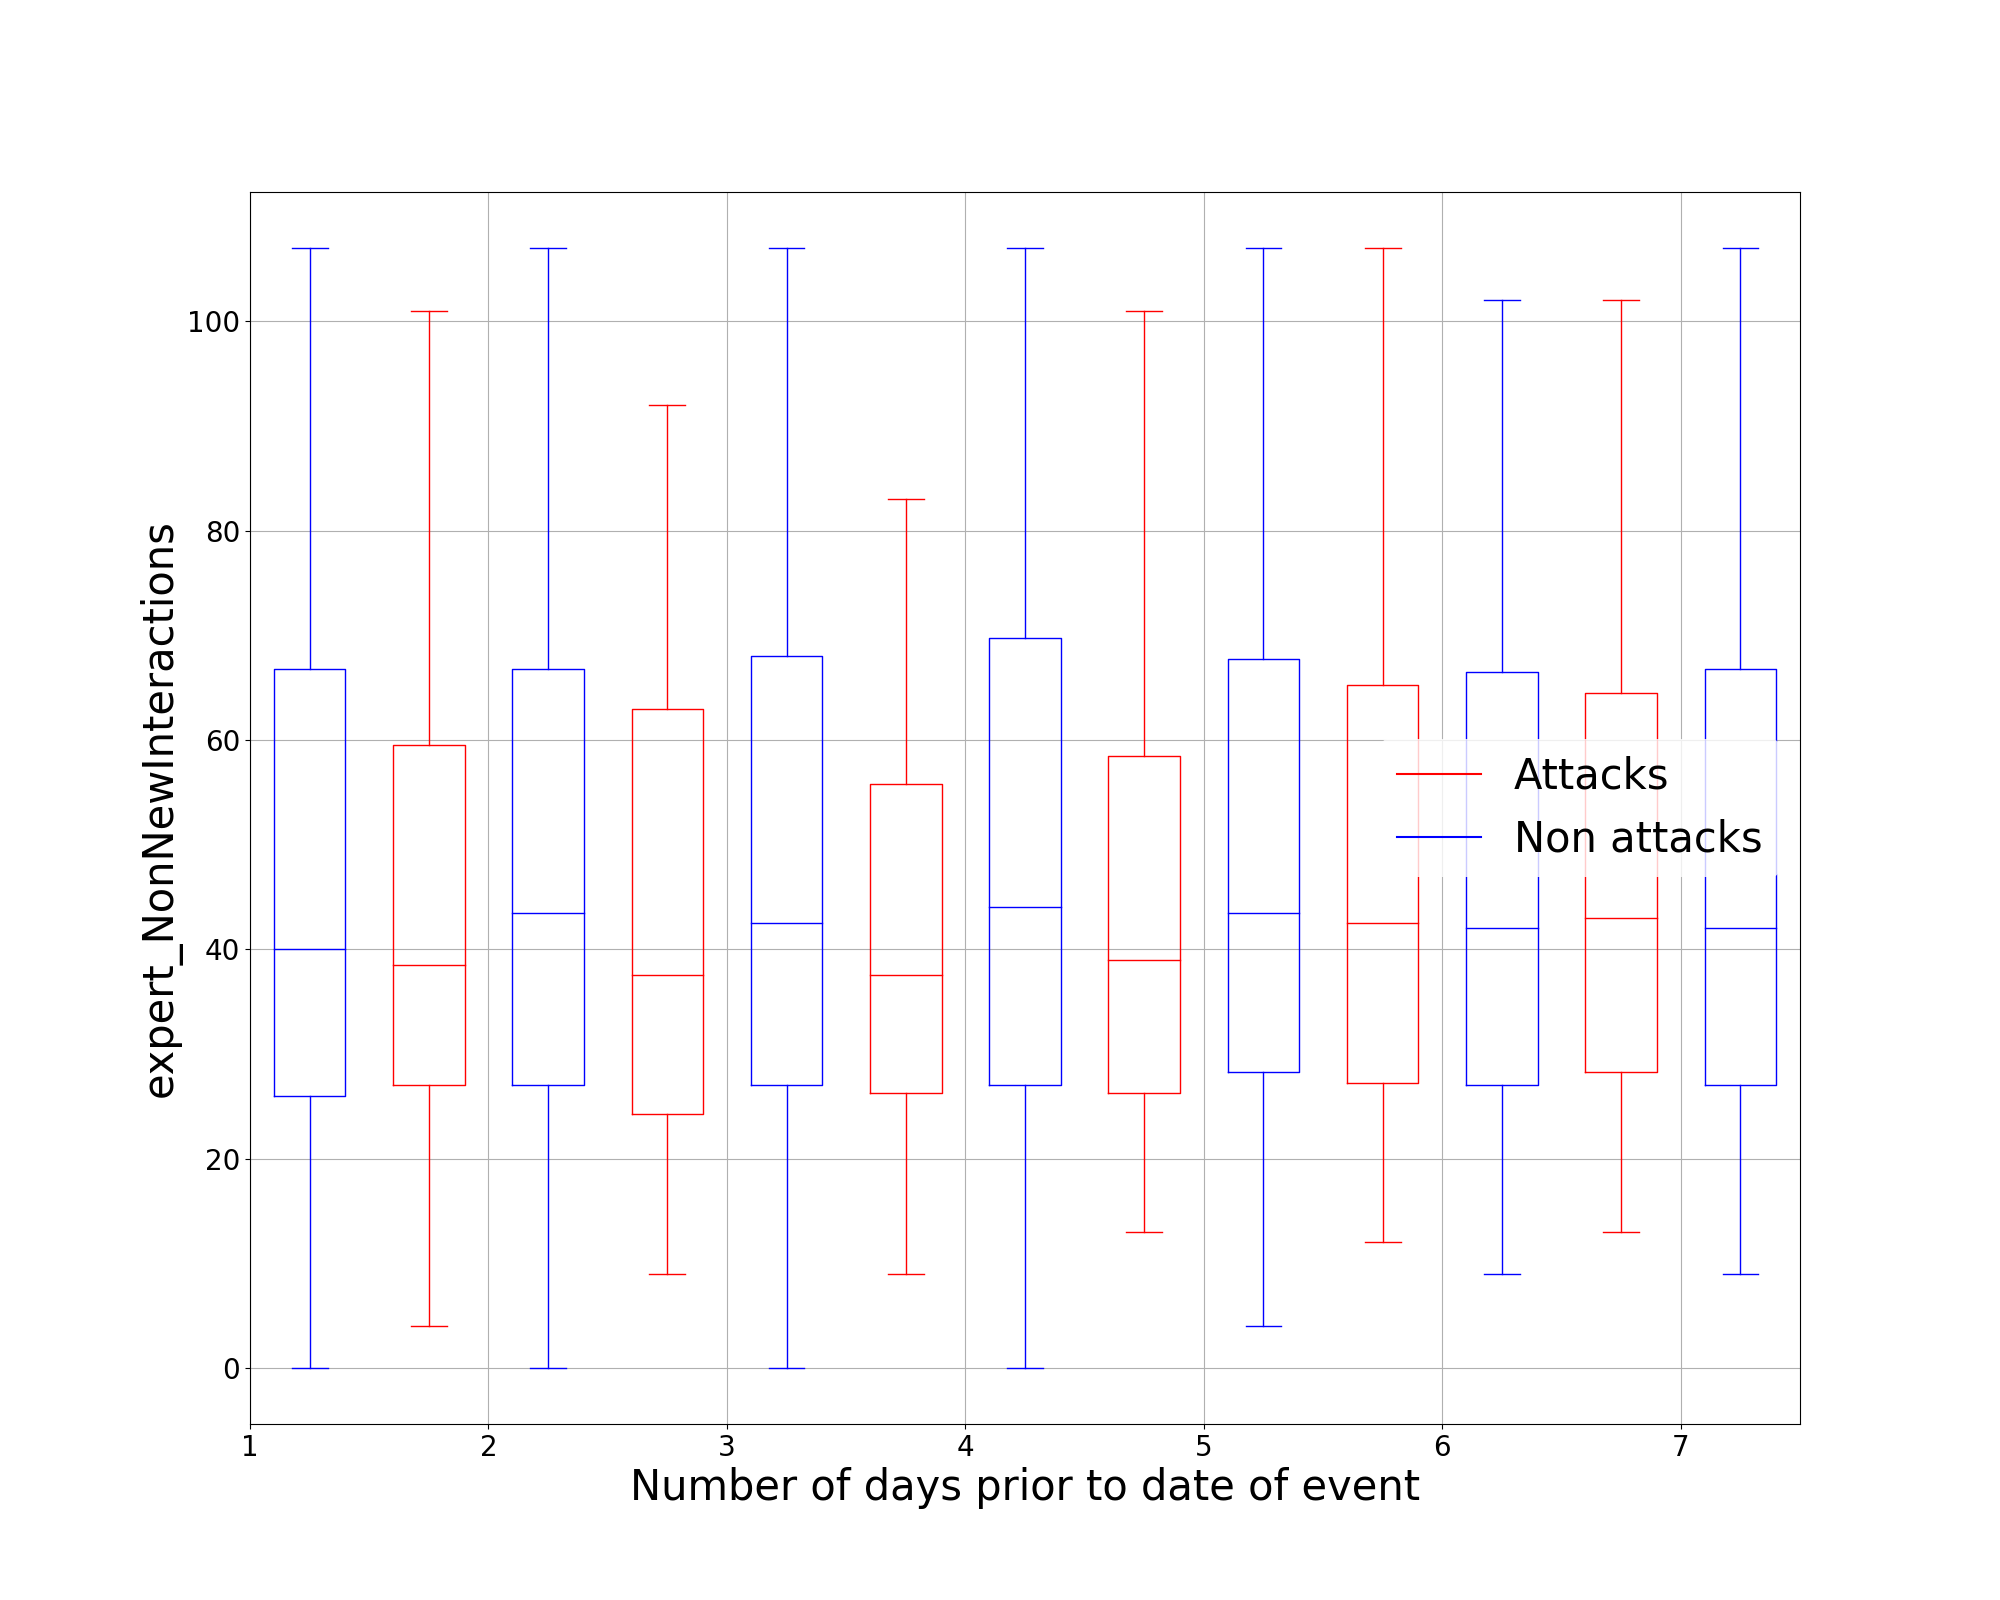 expert_NonNewInteractions
100
80
60
40
20
0
Attacks
Non attacks
1 2 3 4 5 6 7
Number of days prior to date of event